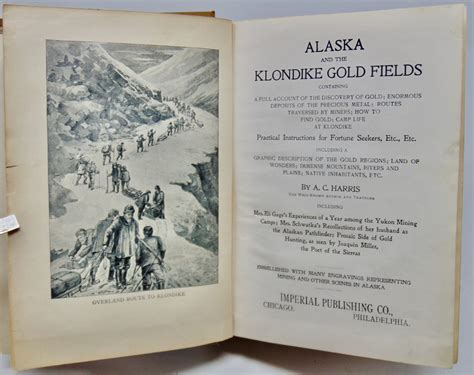 OVERLAND ROUTE TO KLONDIKE
ALASKA
AND THE
KLONDIKE GOLD FIELDS
CONTAINING
A FULL ACCOUNT OF THE DISCOVERY OF GOLD; ENORMOUS
DEPOSITS OF THE PRECIOUS METAL; ROUTES
TRAVERSED BY MINERS; HOW TO
FIND GOLD; CAMP LIFE
AT KLONDIKE
Practical Instructions for Fortune Seekers, Etc., Etc.
INCLUDING A
GRAPHIC DESCRIPTION OF THE GOLD REGIONS; LAND OF
WONDERS; IMMENSE MOUNTAINS, RIVERS AND
PLAINS; NATIVE INHABITANTS, ETC.
BY A. C. HARRIS
THE WELL-KNOWN AUTHOR AND TRAVELER
INCLUDING
Mrs. Eli Gage's Experiences of a Year among the Yukon Mining
Camps; Mrs. Schwatka's Recollections of her husband as
the Alaskan Pathfinder; Prosaic Side of Gold
Hunting, as seen by Joaquin Miller,
the Poet of the Sierras
EMBELLISHED WITH MANY ENGRAVINGS REPRESENTING
MINING AND OTHER SCENES IN ALASKA
IMPERIAL PUBLISHING CO.,
CHICAGO. PHILADELPHIA.